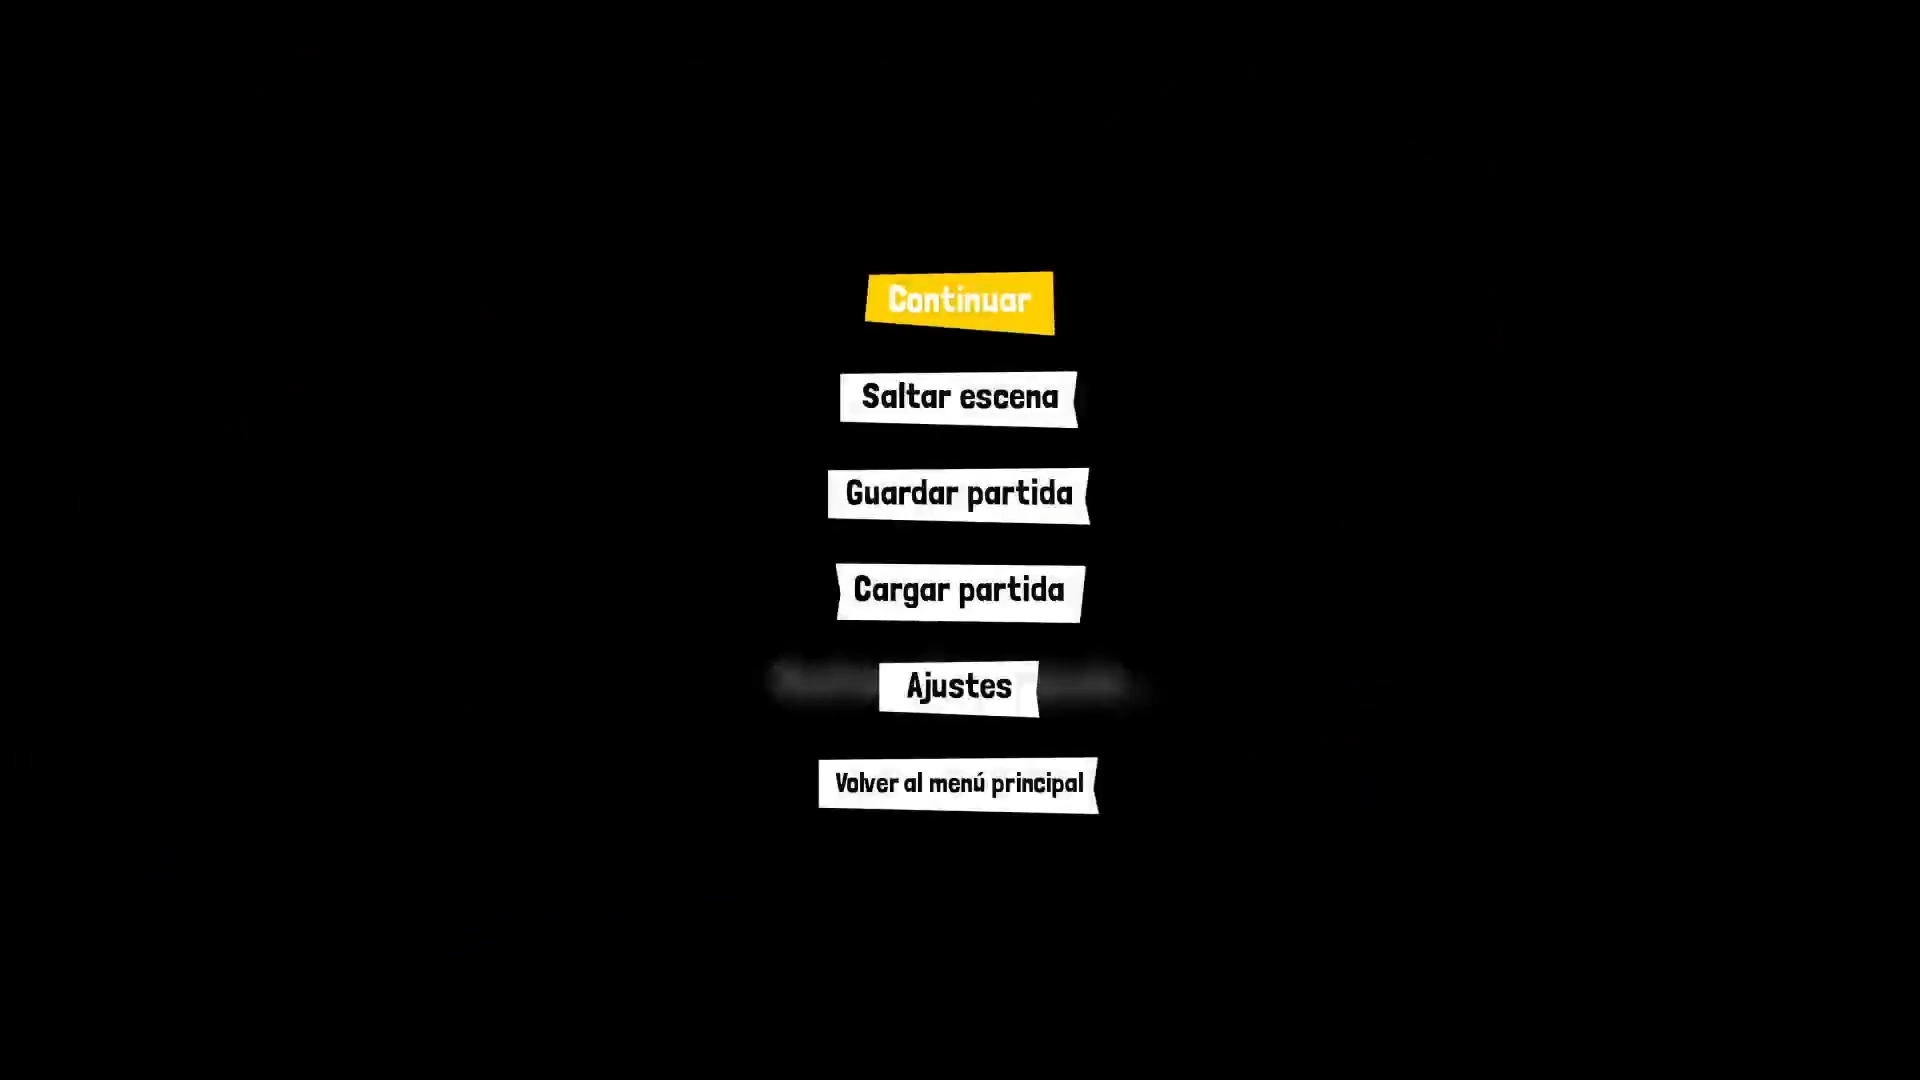 Continuar
Saltar escena
Guardar partida
Cargar partida
Ajustes
Volver al menú principal